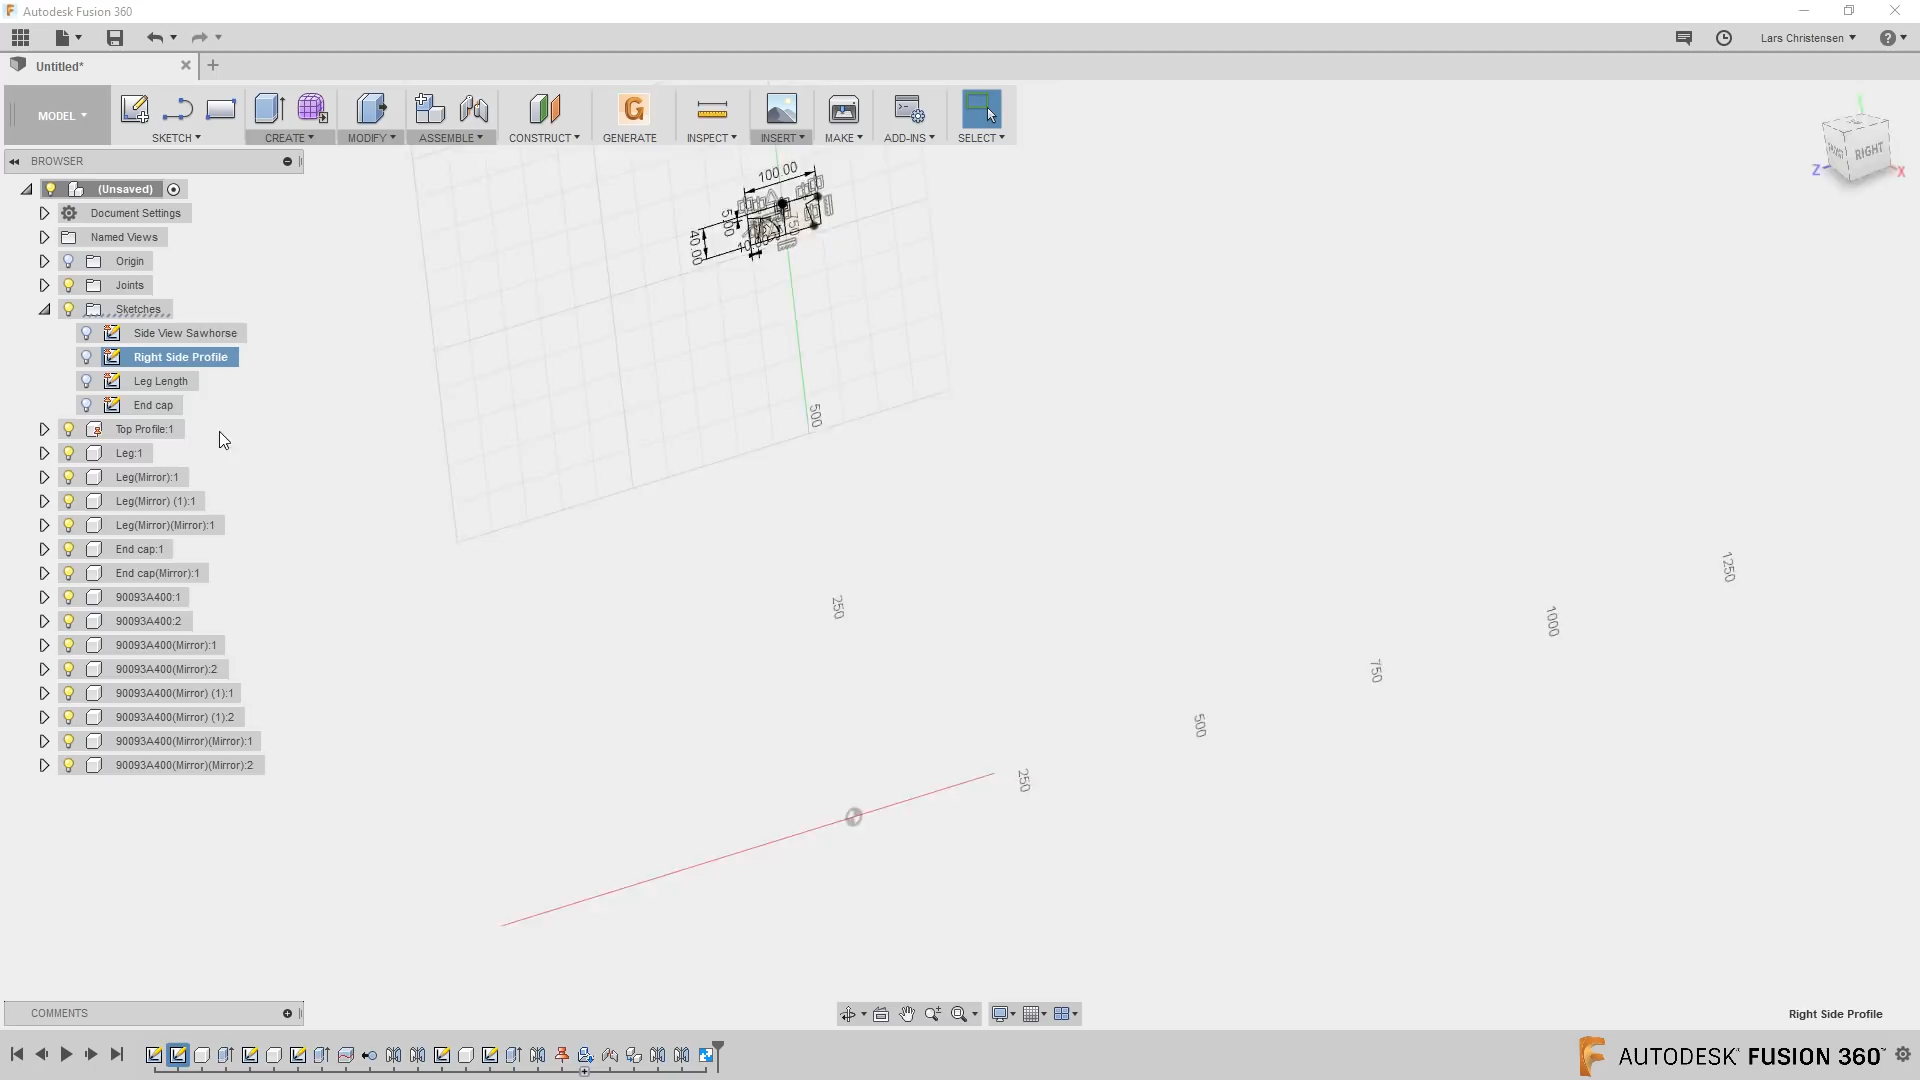 Autodesk Fusion 360
Lars Christensen
Untitled*
MODEL
SKETCH
CREATE
MODIFY
ASSEMBLE
CONSTRUCT
GENERATE
INSPECT
INSERT
MAKE
ADD-INS
SELECT
BROWSER
(Unsaved)
Document Settings
Named Views
Origin
Joints
Sketches
Side View Sawhorse
Right Side Profile
Leg Length
End cap
Top Profile:1
Leg:1
Leg(Mirror):1
Leg(Mirror) (1):1
Leg(Mirror)(Mirror):1
End cap:1
End cap(Mirror):1
90093A400:1
90093A400:2
90093A400(Mirror):1
90093A400(Mirror):2
90093A400(Mirror) (1):1
90093A400(Mirror) (1):2
90093A400(Mirror)(Mirror):1
90093A400(Mirror)(Mirror):2
100.00
40.00
500
250
250
500
750
1000
1250
RIGHT
Z
X
COMMENTS
Right Side Profile
AUTODESK FUSION 360